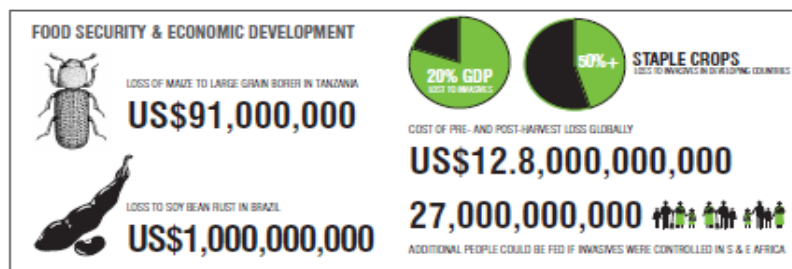 FOOD SECURITY & ECONOMIC DEVELOPMENT
LOSS OF MAIZE TO LARGE GRAIN BORER IN TANZANIA
US$91,000,000
LOSS TO SOY BEAN RUST IN BRAZIL
US$1,000,000,000
20% GDP
LOST TO INVASIVES
50%+
STAPLE CROPS
LOSS TO INVASIVES IN DEVELOPING COUNTRIES
COST OF PRE- AND POST-HARVEST LOSS GLOBALLY
US$12.8,000,000,000
27,000,000,000
ADDITIONAL PEOPLE COULD BE FED IF INVASIVES WERE CONTROLLED IN S & E AFRICA